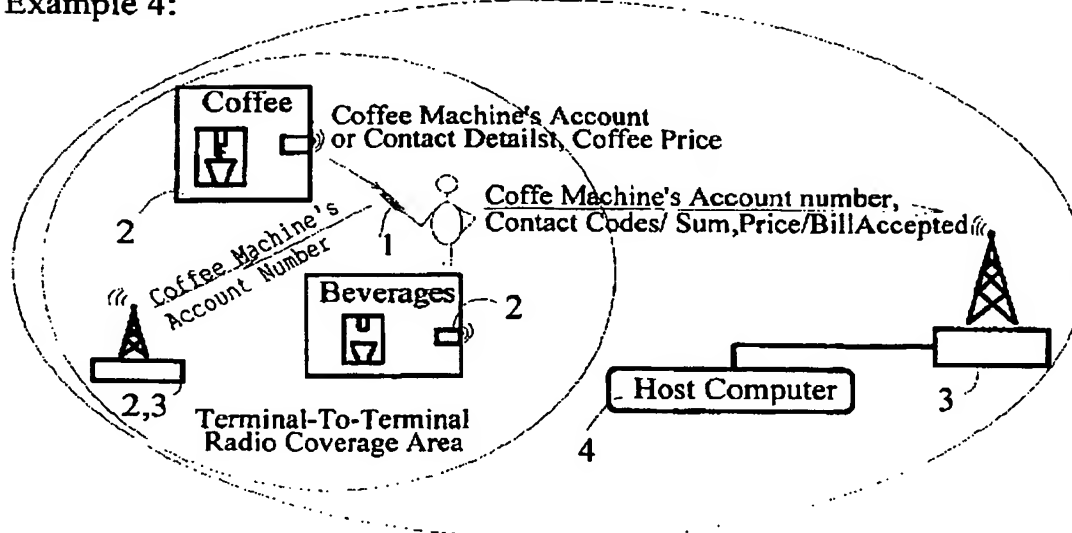 Example 4:
Coffee
Coffee Machine's Account
or Contact Detailst, Coffee Price
2
1
Coffe Machine's Account number,
Contact Codes/ Sum,Price/BillAccepted
Coffee Machine's
Account Number
Beverages
2
2,3
Terminal-To-Terminal
Radio Coverage Area
Host Computer
4
3